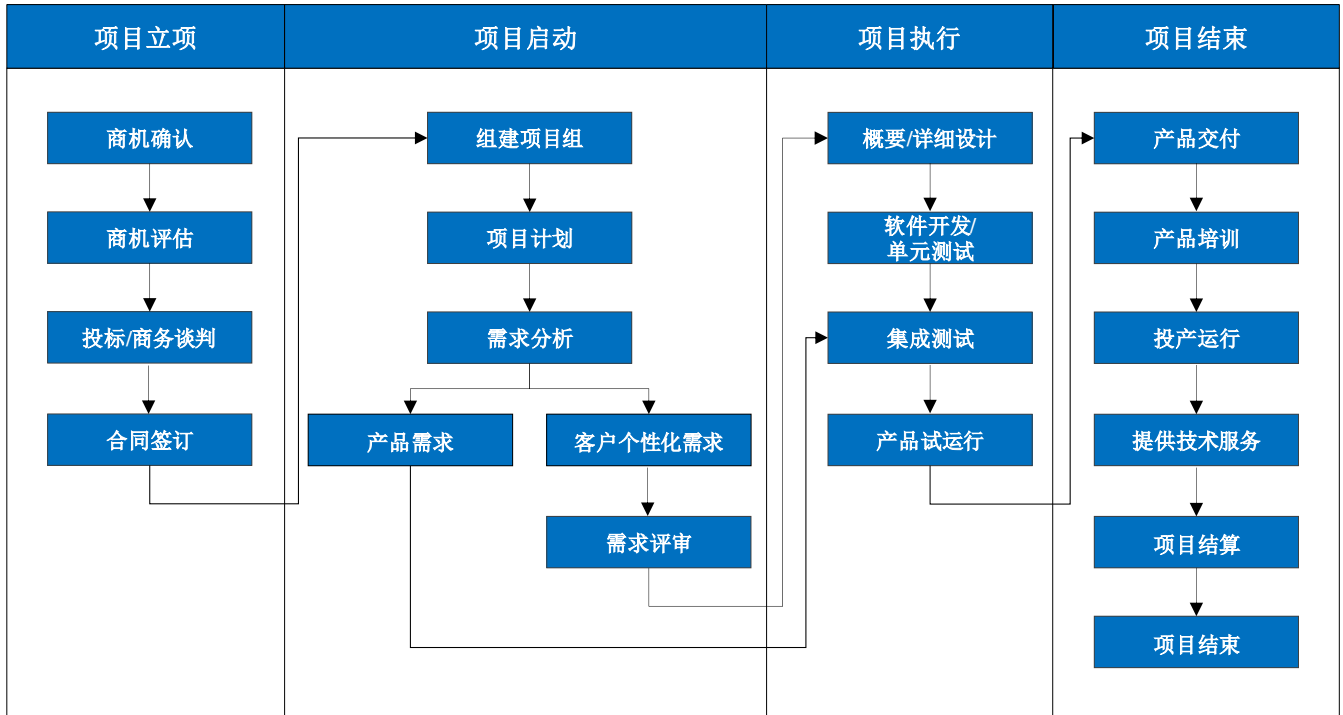 项目立项
项目启动
项目执行
项目结束
商机确认
商机评估
投标/商务谈判
合同签订
组建项目组
项目计划
需求分析
产品需求
客户个性化需求
需求评审
概要/详细设计
软件开发/
单元测试
集成测试
产品试运行
产品交付
产品培训
投产运行
提供技术服务
项目结算
项目结束